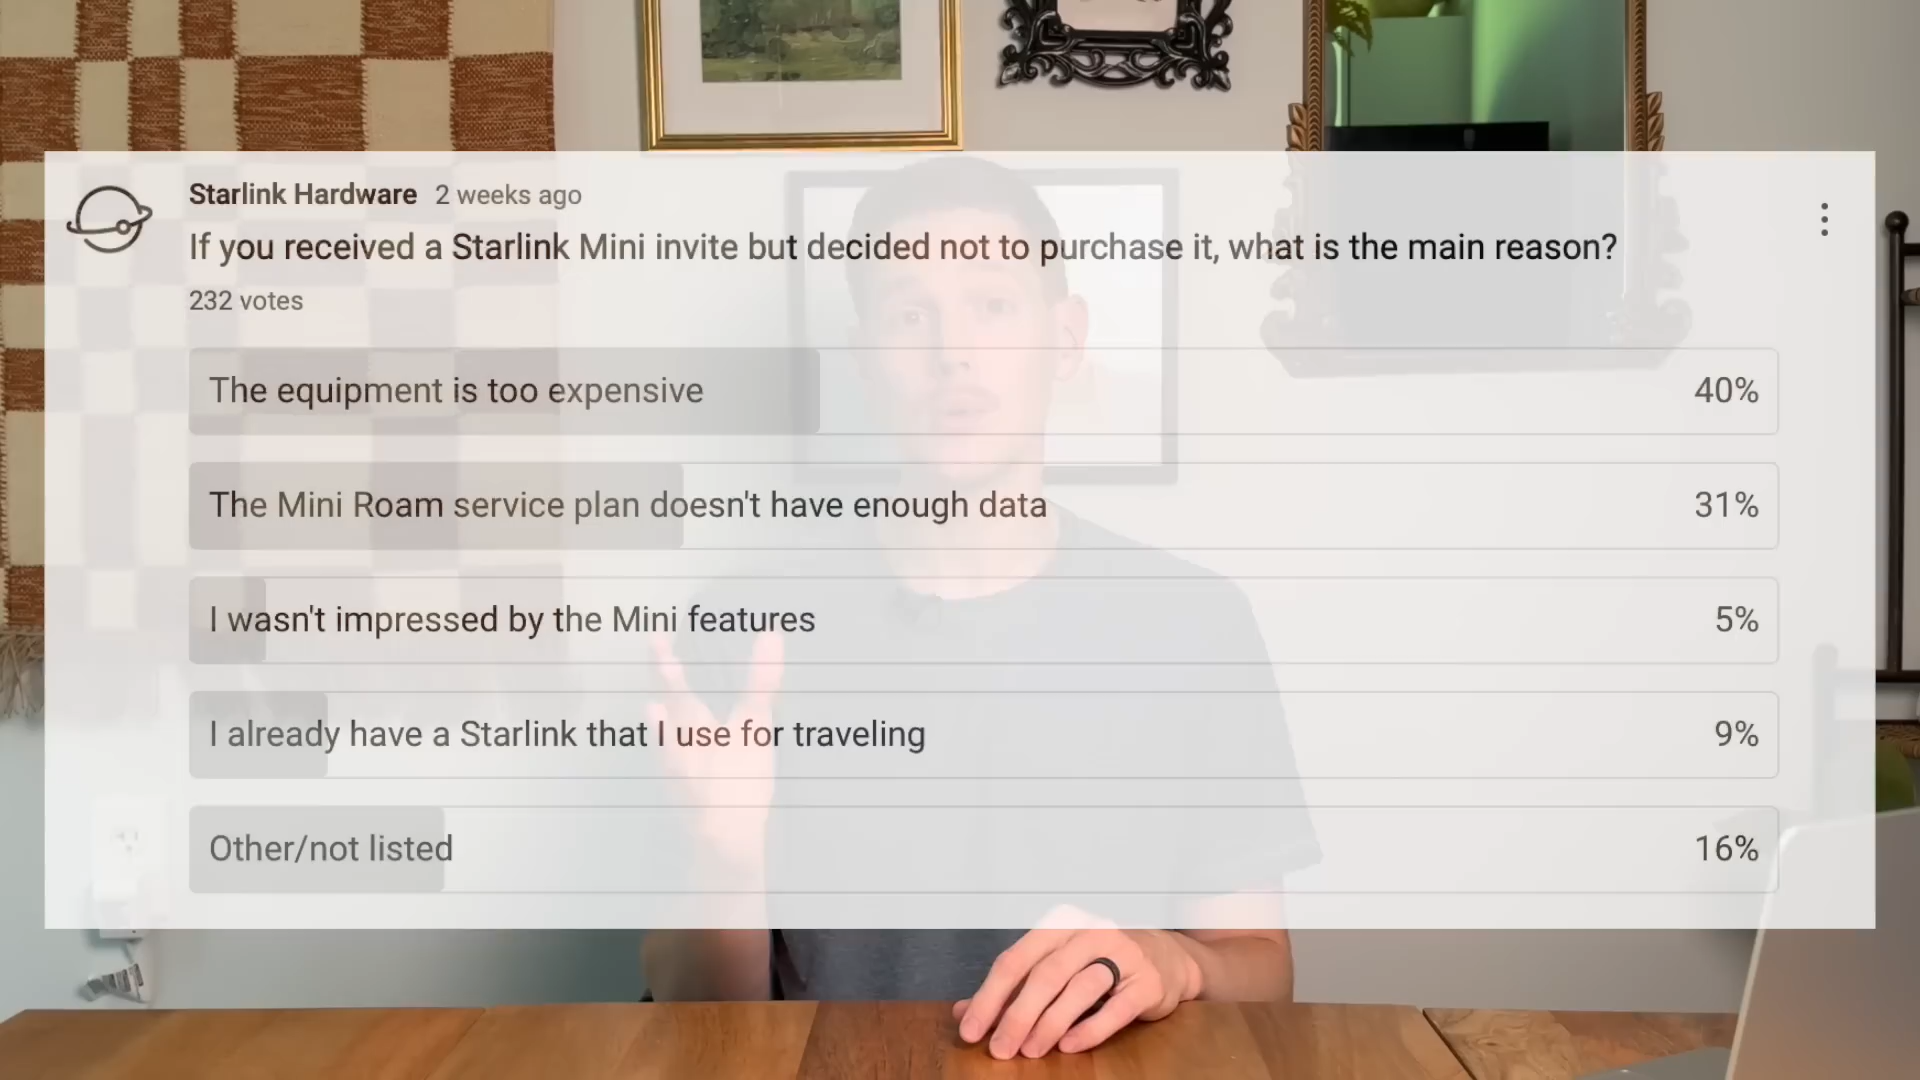 Starlink Hardware 2 weeks ago
If you received a Starlink Mini invite but decided not to purchase it, what is the main reason?
232 votes
The equipment is too expensive 40%
The Mini Roam service plan doesn't have enough data 31%
I wasn't impressed by the Mini features 5%
I already have a Starlink that I use for traveling 9%
Other/not listed 16%